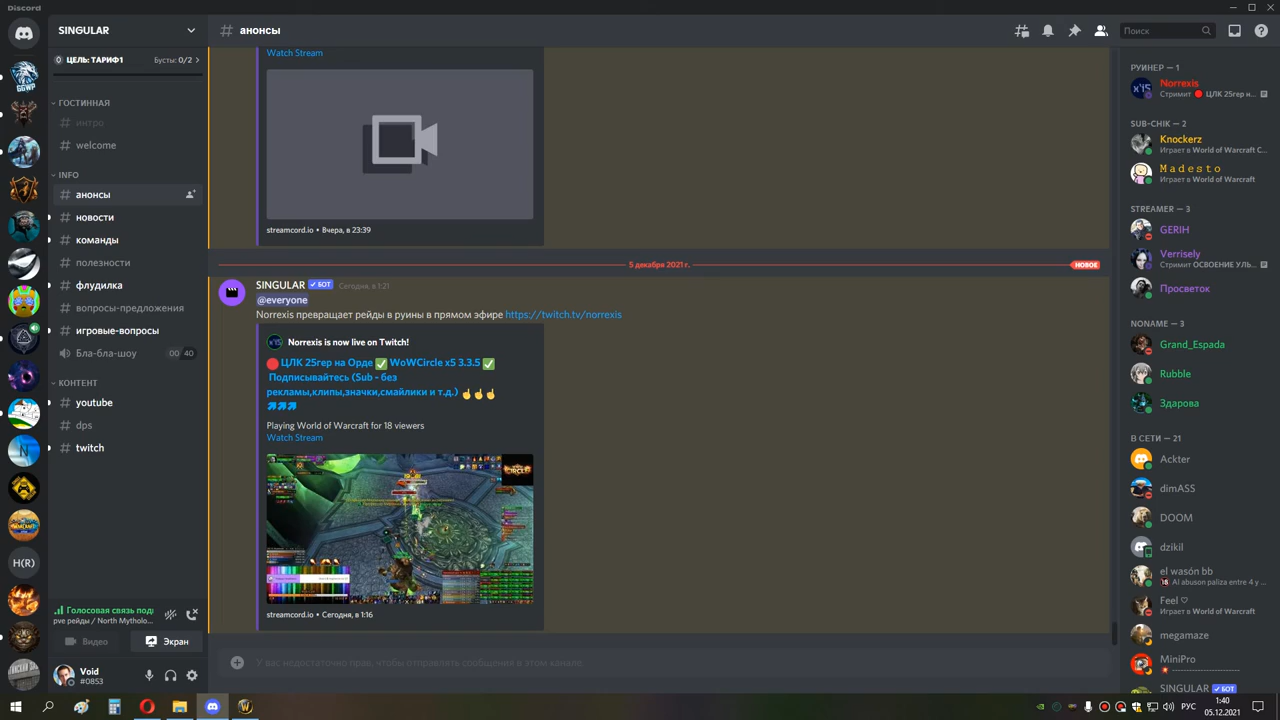 Discord
SINGULAR
ЦЕЛЬ: ТАРИФ1
Бусты: 0/2
ГОСТИННАЯ
интро
welcome
INFO
анонсы
новости
команды
полезности
флудилка
вопросы-предложения
игровые-вопросы
Бла-бла-шоу
00
40
КОНТЕНТ
youtube
dps
twitch
H(R)
Голосовая связь подк
pve рейды / North Mytholo...
Видео
Экран
Void
#0853
анонсы
Поиск
Watch Stream
streamcord.io • Вчера, в 23:39
5 декабря 2021 г.
НОВОЕ
SINGULAR
✓ БОТ
Сегодня, в 1:21
@everyone
Norrexis превращает рейды в руины в прямом эфире https://twitch.tv/norrexis
Norrexis is now live on Twitch!
🔴ЦЛК 25гер на Орде ✅ WoWCircle x5 3.3.5 ✅
Подписывайтесь (Sub - без
рекламы,клипы,значки,смайлики и т.д.) ☝☝☝
Playing World of Warcraft for 18 viewers
Watch Stream
streamcord.io • Сегодня, в 1:16
У вас недостаточно прав, чтобы отправлять сообщения в этом канале.
РУИНЕР — 1
Norrexis
Стримит 🔴 ЦЛК 25гер н...
SUB-CHIK — 2
Knockerz
Играет в World of Warcraft C...
Madesto
Играет в World of Warcraft
STREAMER — 3
GERIH
Verrisely
Стримит ОСВОЕНИЕ УЛЬ...
Просветок
NONAME — 3
Grand_Espada
Rubble
Здарова
В СЕТИ — 21
Ackter
dimASS
DOOM
dzikil
el wasón bb
🔞 Al abuson paliza entre 4 y ...
Feel ♡
Играет в World of Warcraft
megamaze
MiniPro
SINGULAR
✓ БОТ
РУС
1:40
05.12.2021